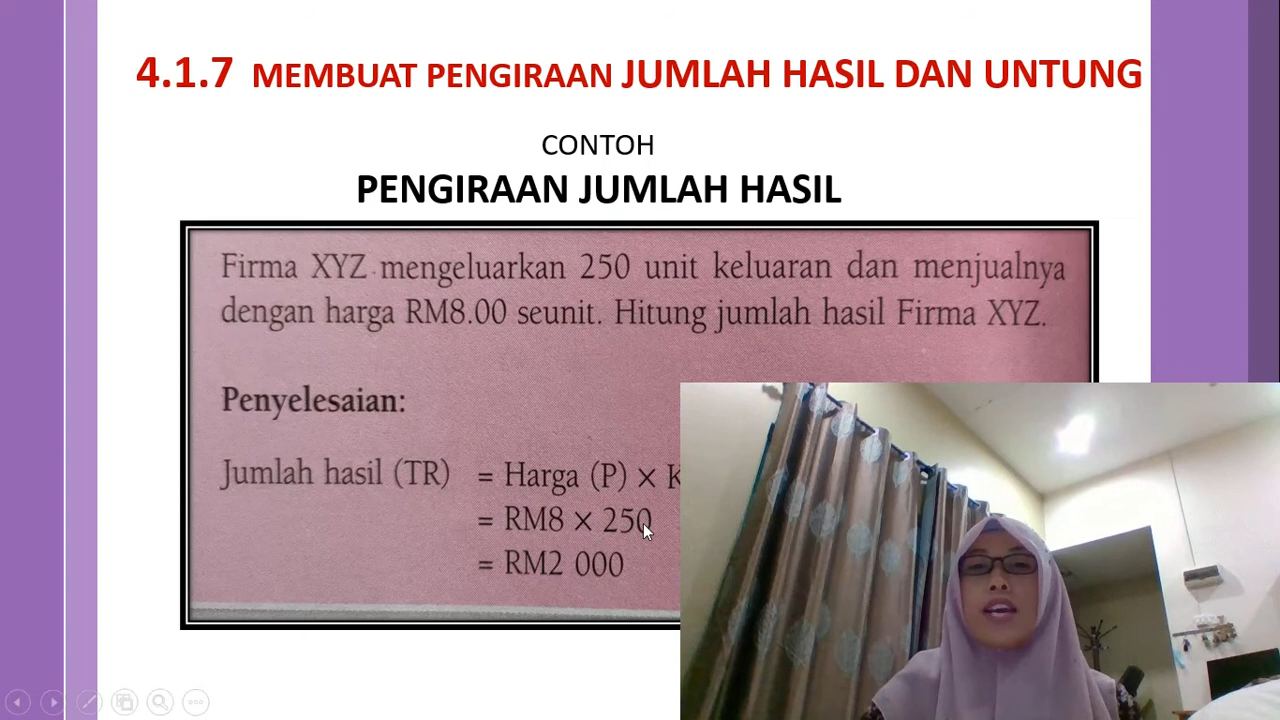 4.1.7 MEMBUAT PENGIRAAN JUMLAH HASIL DAN UNTUNG
CONTOH
PENGIRAAN JUMLAH HASIL
Firma XYZ mengeluarkan 250 unit keluaran dan menjualnya
dengan harga RM8.00 seunit. Hitung jumlah hasil Firma XYZ.
Penyelesaian:
Jumlah hasil (TR) = Harga (P) × K
= RM8 × 250
= RM2 000